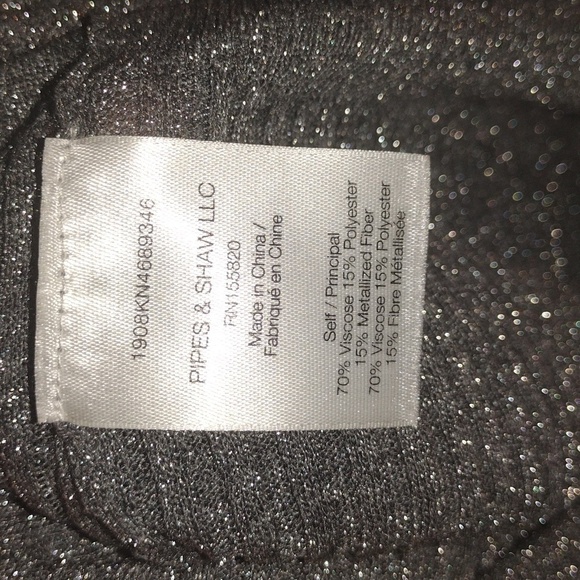 1908KN4689346
PIPES & SHAW LLC
RN155820
Made in China /
Fabriqué en Chine
Self / Principal
70% Viscose 15% Polyester
15% Metallized Fiber
70% Viscose 15% Polyester
15% Fibre Métallisée